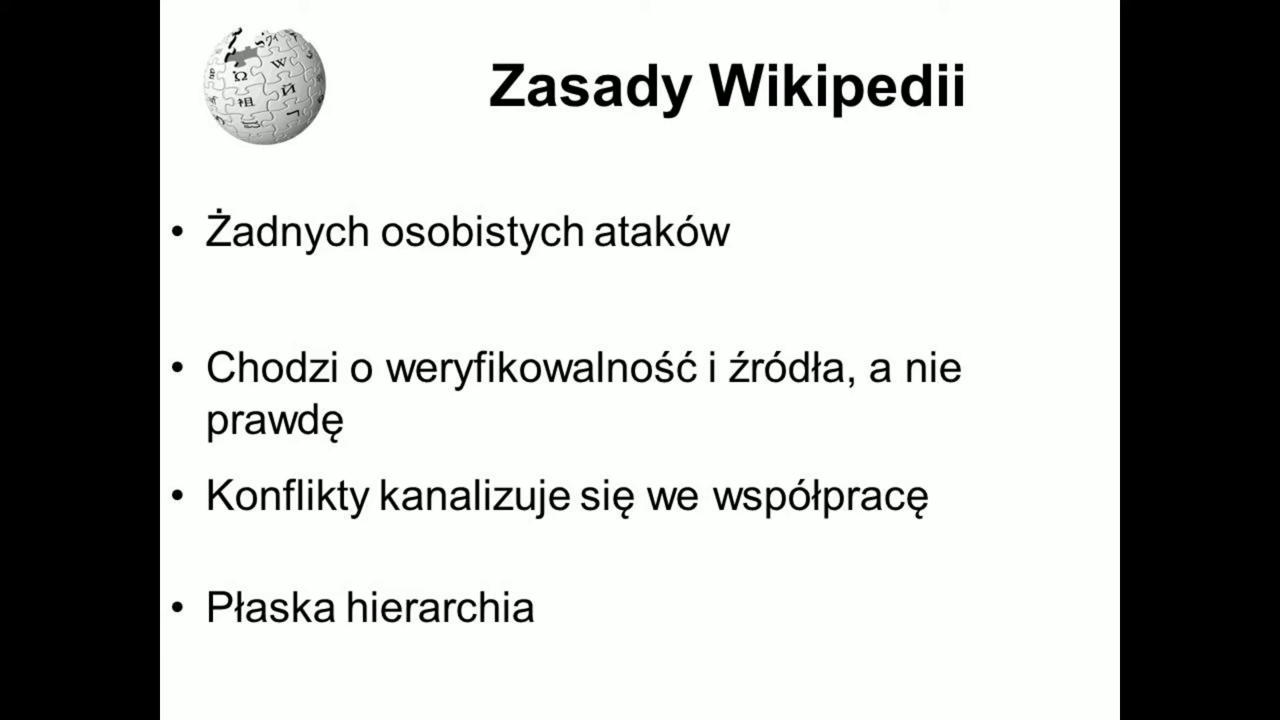 Zasady Wikipedii
• Żadnych osobistych ataków
• Chodzi o weryfikowalność i źródła, a nie
prawdę
• Konflikty kanalizuje się we współpracę
• Płaska hierarchia